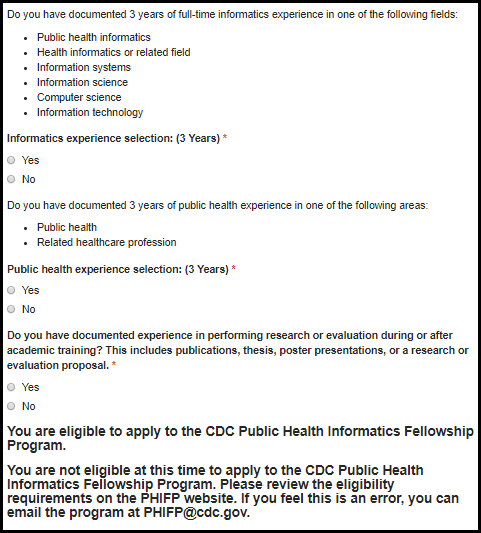 Do you have documented 3 years of full-time informatics experience in one of the following fields:
Public health informatics
Health informatics or related field
Information systems
Information science
Computer science
Information technology
Informatics experience selection: (3 Years) *
Yes
No
Do you have documented 3 years of public health experience in one of the following areas:
Public health
Related healthcare profession
Public health experience selection: (3 Years) *
Yes
No
Do you have documented experience in performing research or evaluation during or after
academic training? This includes publications, thesis, poster presentations, or a research or
evaluation proposal. *
Yes
No
You are eligible to apply to the CDC Public Health Informatics Fellowship
Program.
You are not eligible at this time to apply to the CDC Public Health
Informatics Fellowship Program. Please review the eligibility
requirements on the PHIFP website. If you feel this is an error, you can
email the program at PHIFP@cdc.gov.